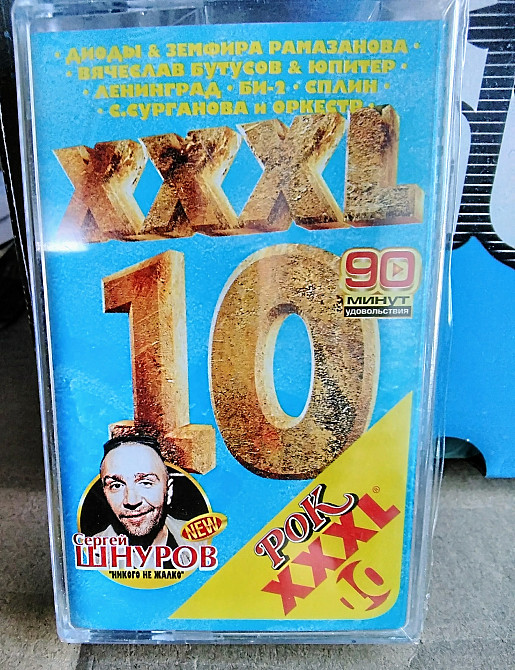 · ДИОДЫ & ЗЕМФИРА РАМАЗАНОВА ·
· ВЯЧЕСЛАВ БУТУСОВ & ЮПИТЕР ·
· ЛЕНИНГРАД · БИ-2 · СПЛИН ·
· С.СУРГАНОВА и ОРКЕСТР ·
XXXL
10
90
МИНУТ
УДОВОЛЬСТВИЯ
NEW
Сергей
ШНУРОВ
"НИКОГО НЕ ЖАЛКО"
РОК
XXXL®
10